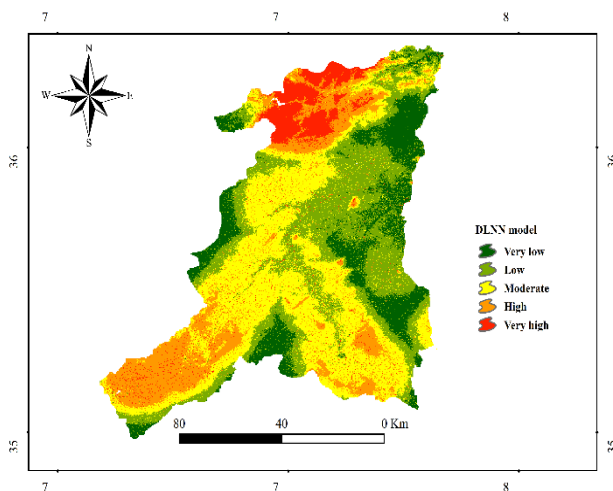 7 7 8
N
W E
S
36 36
DLNN model
Very low
Low
Moderate
High
Very high
80 40 0 Km
35 35
7 7 8